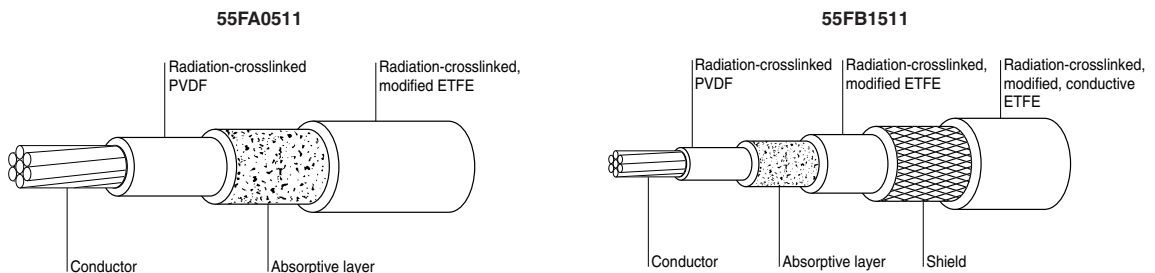 55FA0511
Radiation-crosslinked
PVDF
Radiation-crosslinked,
modified ETFE
Conductor
Absorptive layer
55FB1511
Radiation-crosslinked
PVDF
Radiation-crosslinked,
modified ETFE
Radiation-crosslinked,
modified, conductive
ETFE
Conductor
Absorptive layer
Shield